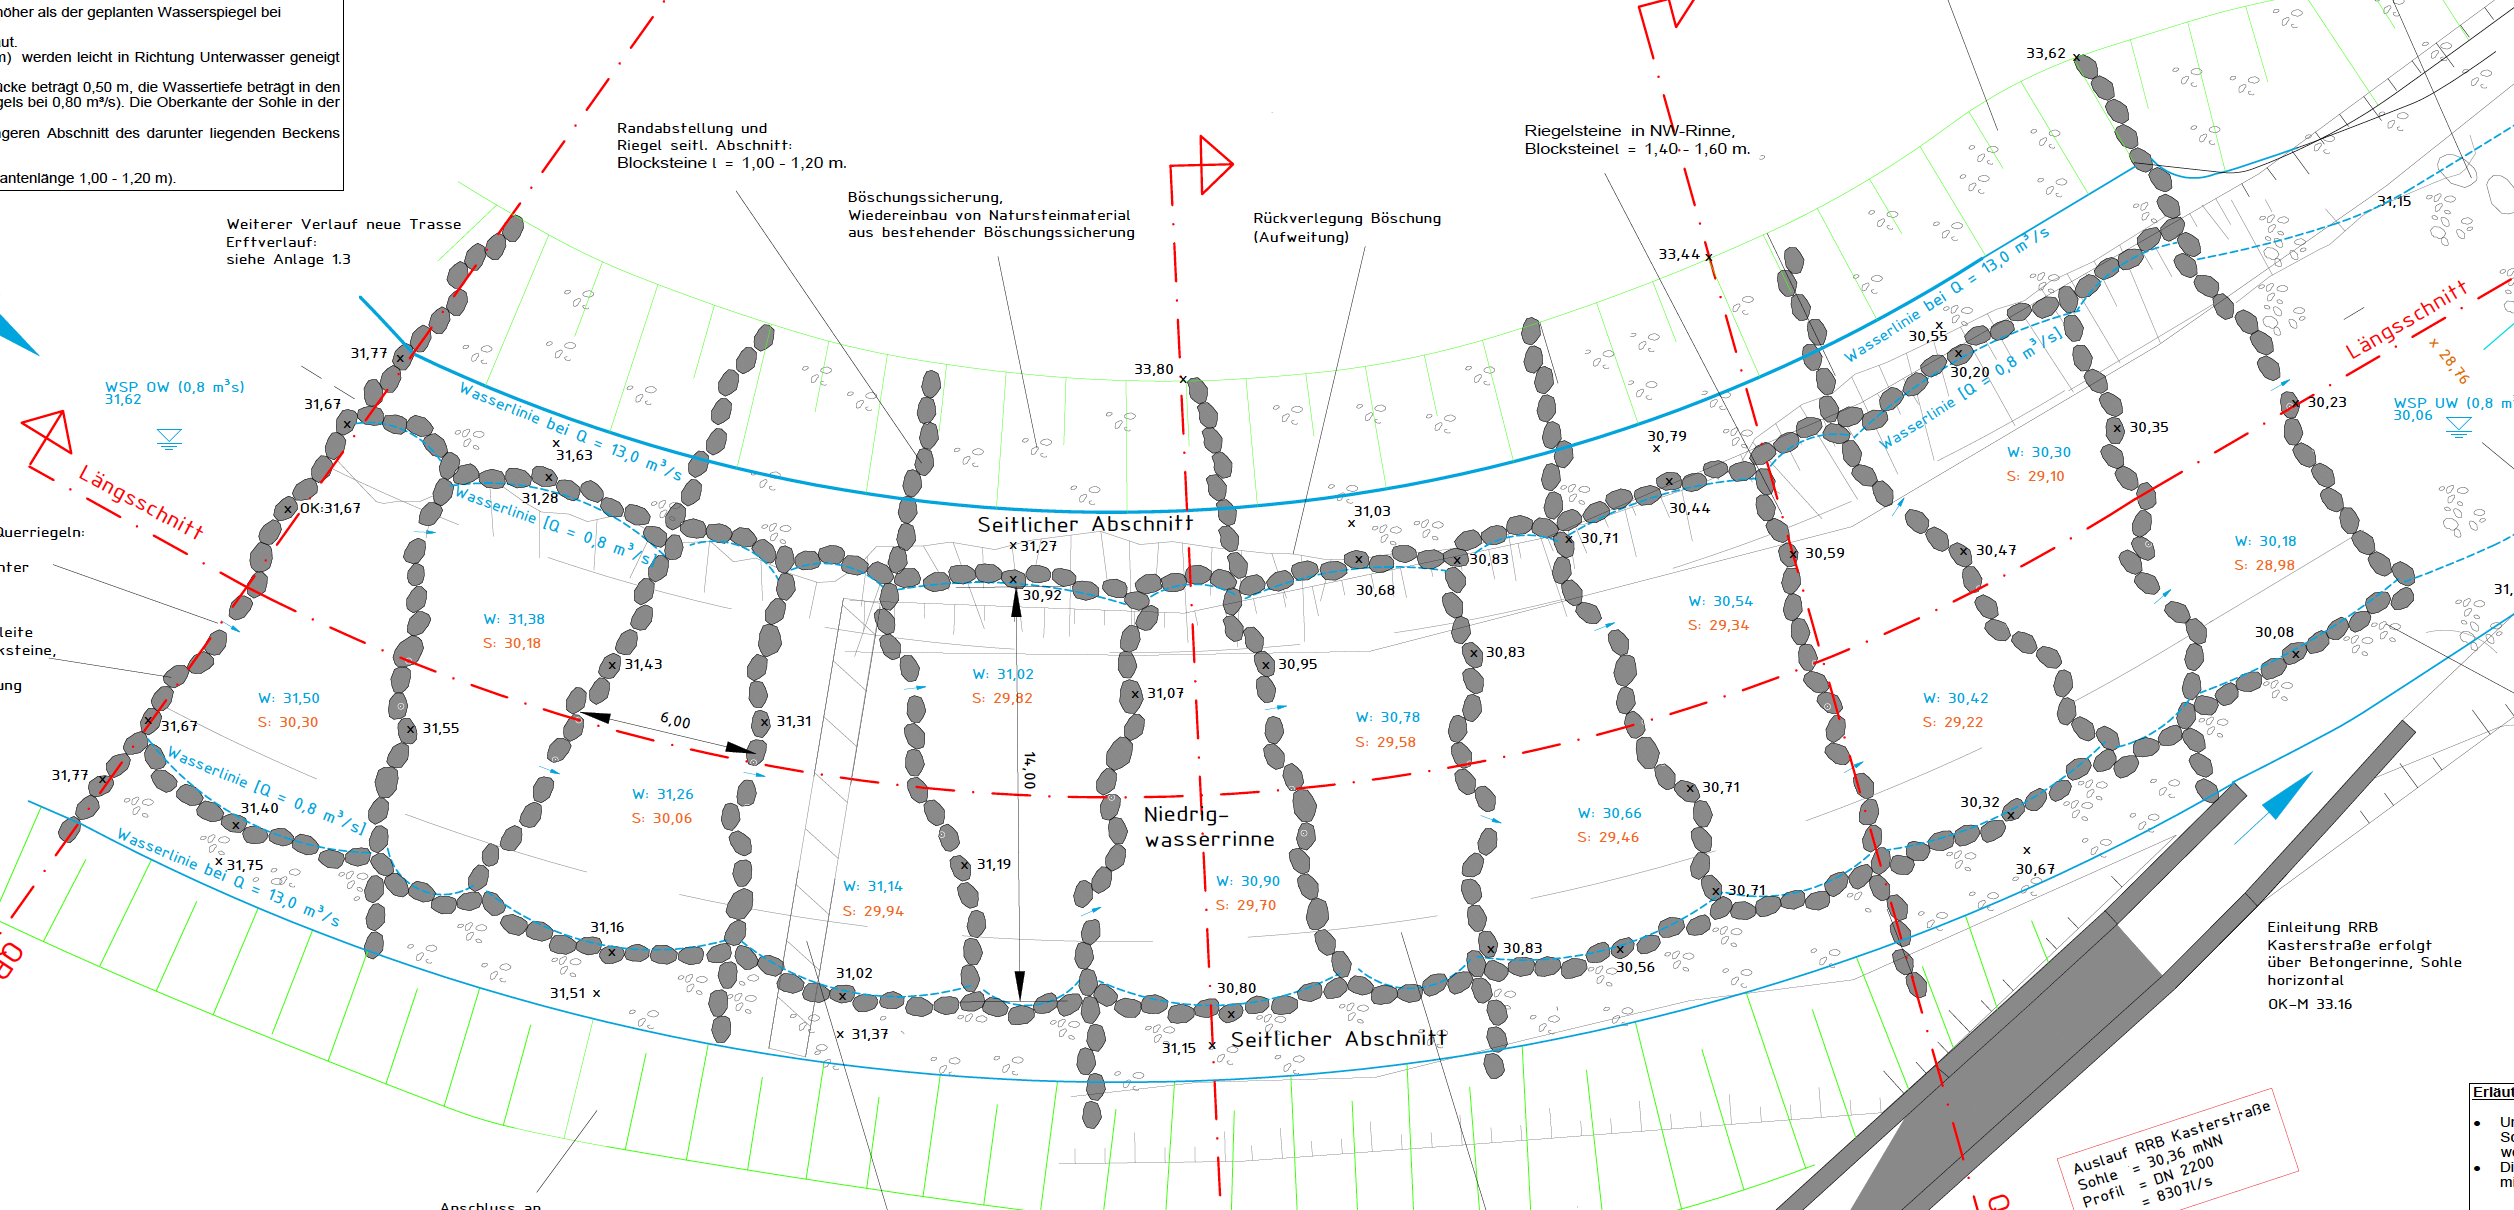 höher als der geplanten Wasserspiegel bei
aut.
m) werden leicht in Richtung Unterwasser geneigt
ücke beträgt 0,50 m, die Wassertiefe beträgt in den
gels bei 0,80 m³/s). Die Oberkante der Sohle in der
ngeren Abschnitt des darunter liegenden Beckens
antenlänge 1,00 - 1,20 m).
Weiterer Verlauf neue Trasse
Erftverlauf:
siehe Anlage 1.3
Randabstellung und
Riegel seitl. Abschnitt:
Blocksteine l = 1,00 - 1,20 m.
Böschungssicherung,
Wiedereinbau von Natursteinmaterial
aus bestehender Böschungssicherung
Rückverlegung Böschung
(Aufweitung)
Riegelsteine in NW-Rinne,
Blocksteinel = 1,40 - 1,60 m.
33,62
33,44
33,80
31,15
WSP OW (0,8 m³s)
31,62
31,77
31,67
OK:31,67
Längsschnitt
Querriegeln:
nter
leite
ksteine,
ung
31,67
31,77
Wasserlinie bei Q = 13,0 m³/s
Wasserlinie [Q = 0,8 m³/s]
31,63
31,28
Seitlicher Abschnitt
31,27
30,92
31,03
30,68
30,79
30,44
30,55
30,20
Wasserlinie bei Q = 13,0 m³/s
Wasserlinie [Q = 0,8 m³/s]
Längsschnitt
28,76
WSP UW (0,8 m
30,06
30,23
30,35
30,47
30,59
30,71
30,83
30,83
30,95
31,07
31,31
31,43
31,55
W: 31,50
S: 30,30
W: 31,38
S: 30,18
W: 31,26
S: 30,06
W: 31,14
S: 29,94
W: 31,02
S: 29,82
W: 30,90
S: 29,70
W: 30,78
S: 29,58
W: 30,66
S: 29,46
W: 30,54
S: 29,34
W: 30,42
S: 29,22
W: 30,30
S: 29,10
W: 30,18
S: 28,98
6,00
14,00
Niedrig-
wasserrinne
31,19
30,71
30,71
30,83
30,08
31,
30,32
30,67
30,56
30,80
31,15
Seitlicher Abschnitt
31,02
31,37
31,16
31,51
31,40
31,75
Wasserlinie [Q = 0,8 m³/s]
Wasserlinie bei Q = 13,0 m³/s
QP
Anschluss an
Einleitung RRB
Kasterstraße erfolgt
über Betongerinne, Sohle
horizontal
OK-M 33.16
Auslauf RRB Kasterstraße
Sohle = 30,36 mNN
Profil = DN 2200
= 8307l/s
Q
Erläut
• Un
So
we
• Di
mi